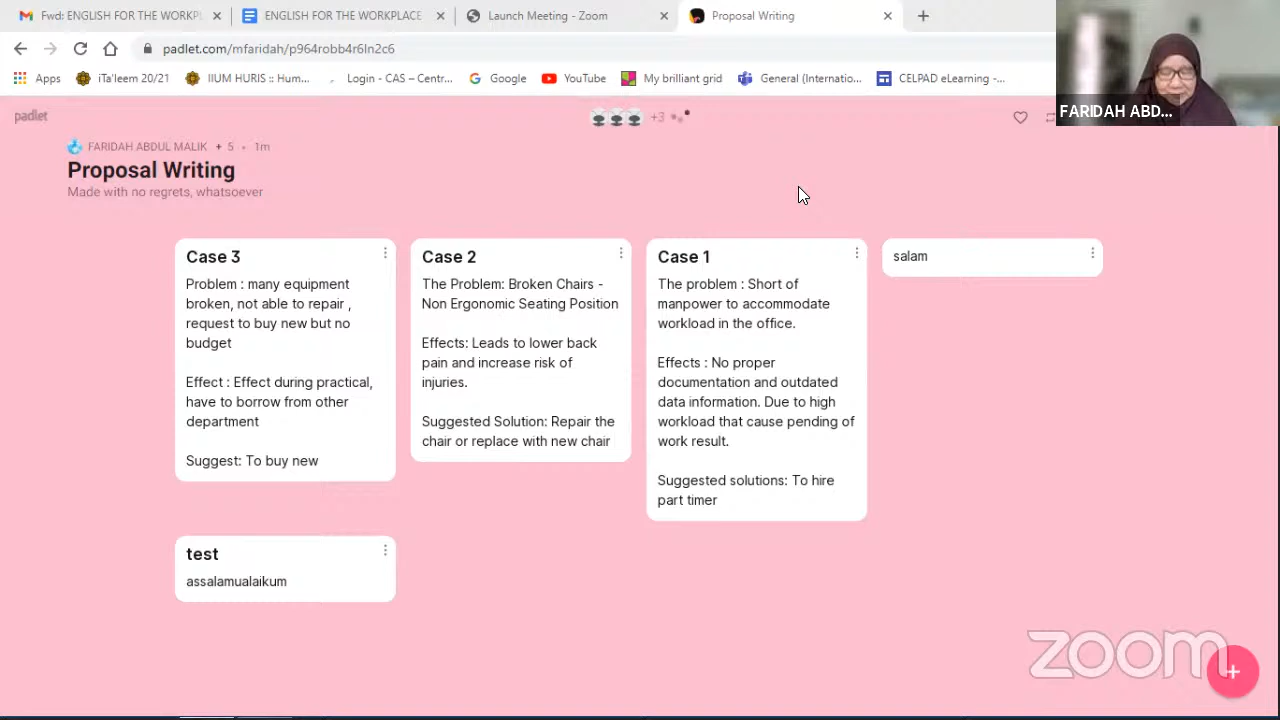 Fwd: ENGLISH FOR THE WORKPL
ENGLISH FOR THE WORKPLACE
Launch Meeting - Zoom
Proposal Writing
padlet.com/mfaridah/p964robb4r6ln2c6
Apps
iTa'leem 20/21
IIUM HURIS :: Hum...
Login - CAS – Centr...
Google
YouTube
My brilliant grid
General (Internatio...
CELPAD eLearning -...
FARIDAH ABD...
padlet
+3
FARIDAH ABDUL MALIK + 5 • 1m
Proposal Writing
Made with no regrets, whatsoever
Case 3
Problem : many equipment
broken, not able to repair ,
request to buy new but no
budget
Effect : Effect during practical,
have to borrow from other
department
Suggest: To buy new
Case 2
The Problem: Broken Chairs -
Non Ergonomic Seating Position
Effects: Leads to lower back
pain and increase risk of
injuries.
Suggested Solution: Repair the
chair or replace with new chair
Case 1
The problem : Short of
manpower to accommodate
workload in the office.
Effects : No proper
documentation and outdated
data information. Due to high
workload that cause pending of
work result.
Suggested solutions: To hire
part timer
salam
test
assalamualaikum
zoom